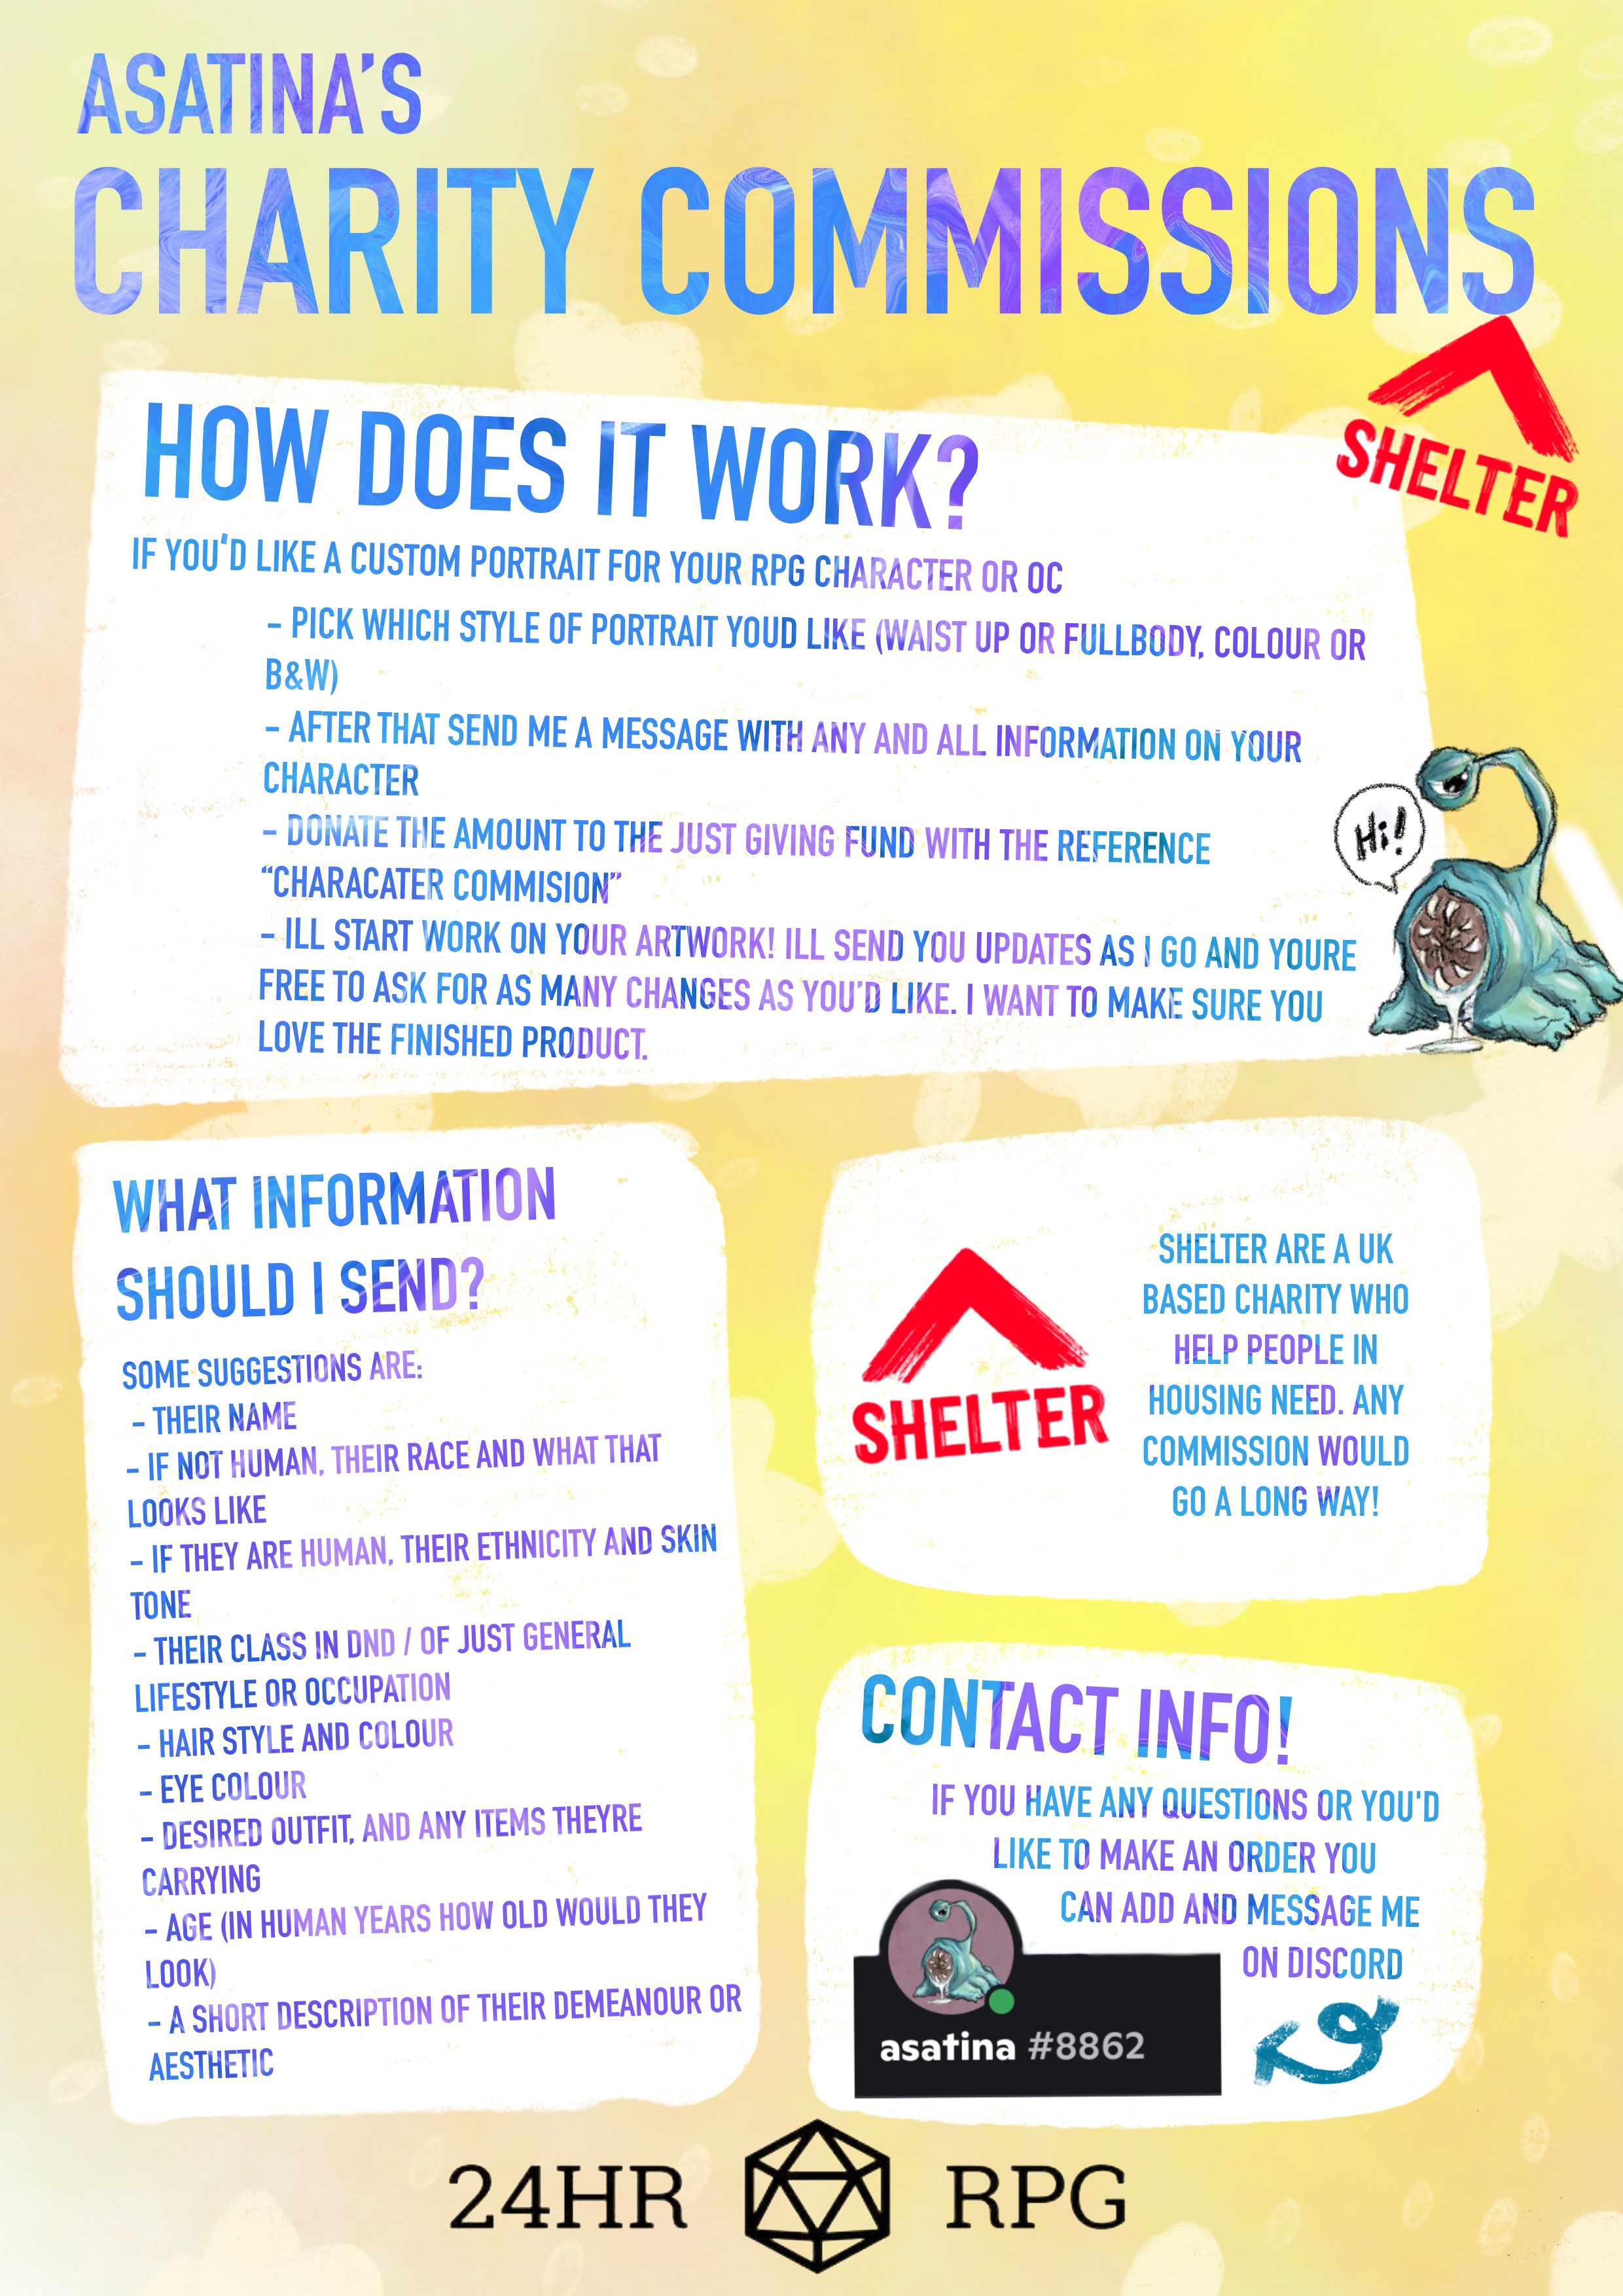 ASATINA'S
CHARITY COMMISSIONS
SHELTER
HOW DOES IT WORK?
IF YOU'D LIKE A CUSTOM PORTRAIT FOR YOUR RPG CHARACTER OR OC
- PICK WHICH STYLE OF PORTRAIT YOUD LIKE (WAIST UP OR FULLBODY, COLOUR OR
B&W)
- AFTER THAT SEND ME A MESSAGE WITH ANY AND ALL INFORMATION ON YOUR
CHARACTER
- DONATE THE AMOUNT TO THE JUST GIVING FUND WITH THE REFERENCE
“CHARACATER COMMISION”
- ILL START WORK ON YOUR ARTWORK! ILL SEND YOU UPDATES AS I GO AND YOURE
FREE TO ASK FOR AS MANY CHANGES AS YOU'D LIKE. I WANT TO MAKE SURE YOU
LOVE THE FINISHED PRODUCT.
Hi!
WHAT INFORMATION
SHOULD I SEND?
SOME SUGGESTIONS ARE:
- THEIR NAME
- IF NOT HUMAN, THEIR RACE AND WHAT THAT
LOOKS LIKE
- IF THEY ARE HUMAN, THEIR ETHNICITY AND SKIN
TONE
- THEIR CLASS IN DND / OF JUST GENERAL
LIFESTYLE OR OCCUPATION
- HAIR STYLE AND COLOUR
- EYE COLOUR
- DESIRED OUTFIT, AND ANY ITEMS THEYRE
CARRYING
- AGE (IN HUMAN YEARS HOW OLD WOULD THEY
LOOK)
- A SHORT DESCRIPTION OF THEIR DEMEANOUR OR
AESTHETIC
SHELTER
SHELTER ARE A UK
BASED CHARITY WHO
HELP PEOPLE IN
HOUSING NEED. ANY
COMMISSION WOULD
GO A LONG WAY!
CONTACT INFO!
IF YOU HAVE ANY QUESTIONS OR YOU'D
LIKE TO MAKE AN ORDER YOU
CAN ADD AND MESSAGE ME
ON DISCORD
asatina #8862
24HR RPG